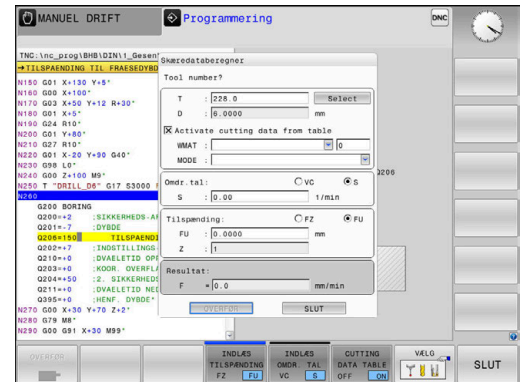 MANUEL DRIFT
Programmering
DNC
TNC:\nc_prog\BHB\DIN\1_Gesen
→TILSPAENDING TIL FRAESEDYBD
N150 G01 X+130 Y+5*
N160 G00 X+100*
N170 G03 X+50 Y+12 R+30*
N180 G01 X+5*
N190 G24 R10*
N200 G01 Y+80*
N210 G27 R10*
N220 G01 X-20 Y+90 G40*
N230 G98 L0*
N240 G00 Z+100 M9*
N250 T "DRILL_D6" G17 S3000
N260
G200 BORING
Q200=+2 ;SIKKERHEDS-A
Q201=-7 ;DYBDE
Q206=150 TILSPAENDI
Q202=+7 ;INDSTILLINGS
Q210=+0 ;DVAELETID OP
Q203=+0 ;KOOR. OVERFLA
Q204=+50 ;2. SIKKERHEDS
Q211=+0 ;DVAELETID NED
Q395=+0 ;HENF. DYBDE*
N270 G00 X+30 Y+70 Z+2*
N280 G79 M8*
N290 G00 G91 X+30 M99*
Skæredataberegner
Tool number?
T : 228.0 Select
D : 6.0000 mm
Activate cutting data from table
WMAT : 0
MODE :
Omdr.tal: VC S
S : 0.00 1/min
Tilspænding: FZ FU
FU : 0.0000 mm
Z : 1
Resultat:
F = 0.0 mm/min
OVERFØR SLUT
OVERFØR
INDLÆS TILSPÆNDING FZ FU
INDLÆS OMDR. TAL VC S
CUTTING DATA TABLE OFF ON
VÆLG
SLUT